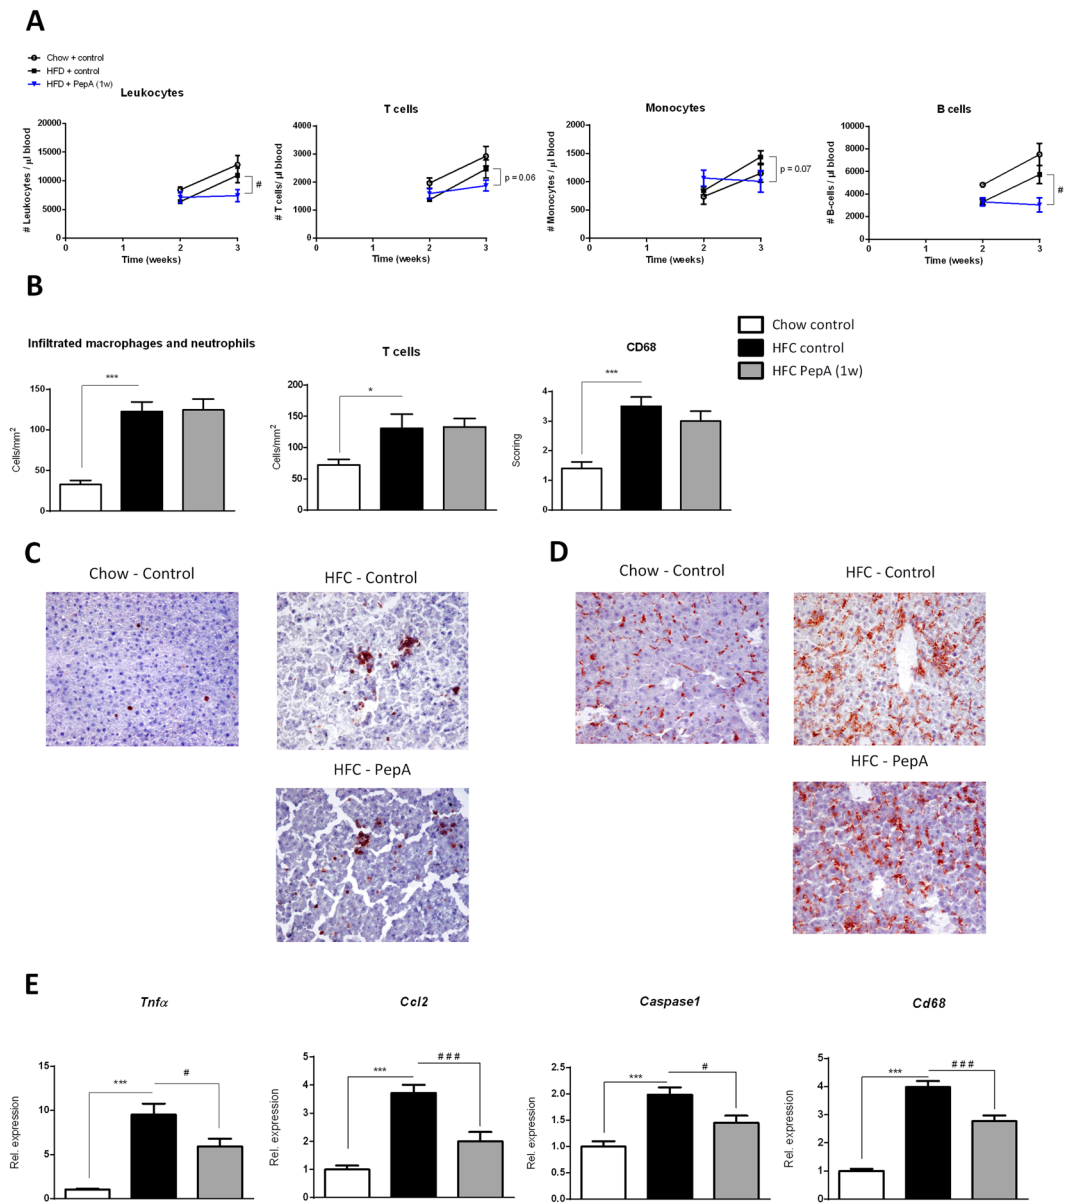 A
Chow + control
HFD + control
HFD + PepA (1w)
Leukocytes
# Leukocytes / µl blood
20000
15000
10000
5000
0
0 1 2 3
Time (weeks)
#
T cells
# T cells/ µl blood
4000
3000
2000
1000
0
0 1 2 3
Time (weeks)
p = 0.06
Monocytes
# Monocytes / µl blood
2000
1500
1000
500
0
0 1 2 3
Time (weeks)
p = 0.07
B cells
# B-cells / µl blood
10000
8000
6000
4000
2000
0
0 1 2 3
Time (weeks)
#
B
Infiltrated macrophages and neutrophils
Cells/mm²
150
100
50
0
***
T cells
Cells/mm²
200
150
100
50
0
*
CD68
Scoring
4
3
2
1
0
***
Chow control
HFC control
HFC PepA (1w)
C
Chow - Control
HFC - Control
HFC - PepA
D
Chow - Control
HFC - Control
HFC - PepA
E
Tnfα
Rel. expression
15
10
5
0
***
#
Ccl2
Rel. expression
5
4
3
2
1
0
***
# # #
Caspase1
Rel. expression
2.5
2.0
1.5
1.0
0.5
0.0
***
#
Cd68
Rel. expression
5
4
3
2
1
0
***
# # #